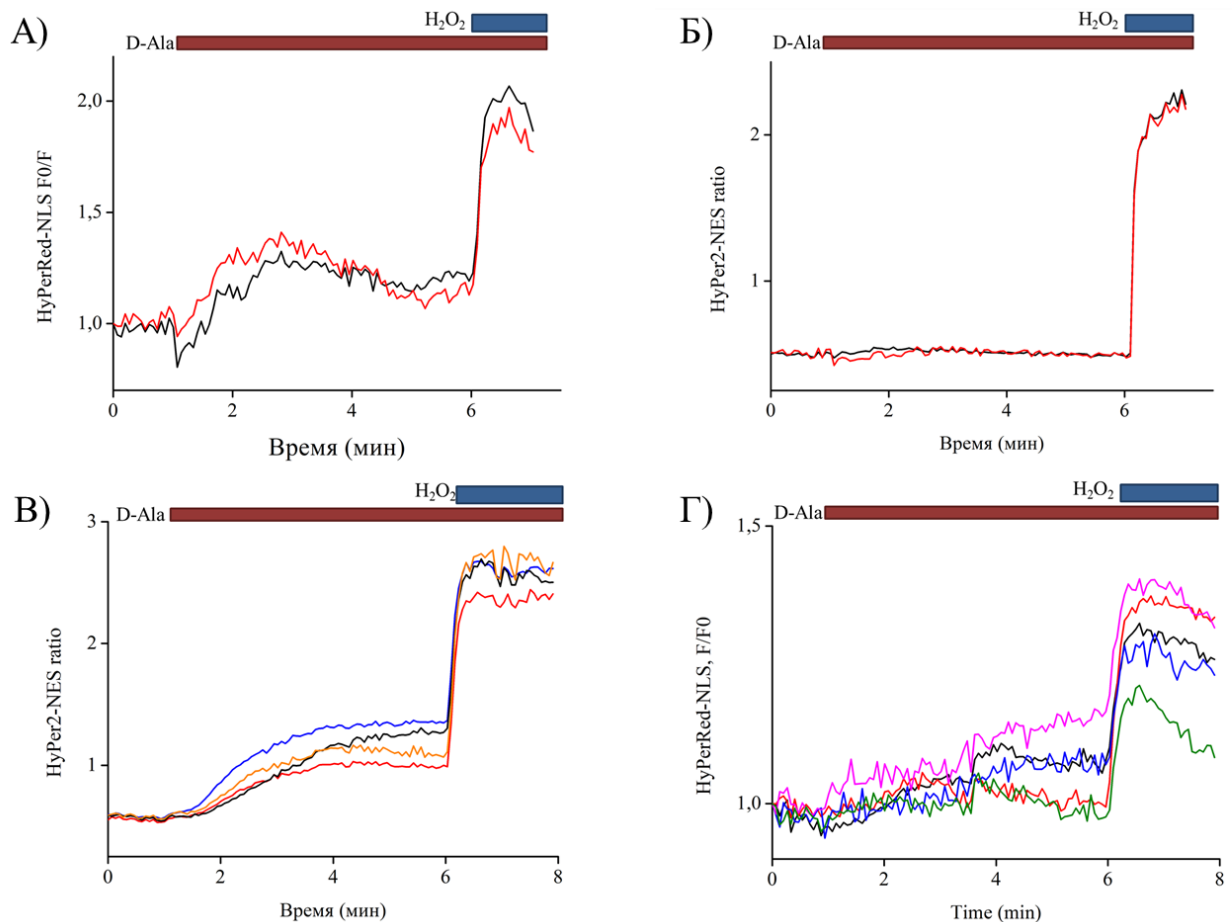 А)
H₂O₂
D-Ala
HyPerRed-NLS F0/F
2,0
1,5
1,0
0
2
4
6
Время (мин)
Б)
H₂O₂
D-Ala
HyPer2-NES ratio
2
1
0
2
4
6
Время (мин)
В)
H₂O₂
D-Ala
HyPer2-NES ratio
3
2
1
0
2
4
6
8
Время (мин)
Г)
H₂O₂
D-Ala
HyPerRed-NLS, F/F0
1,5
1,0
0
2
4
6
8
Time (min)